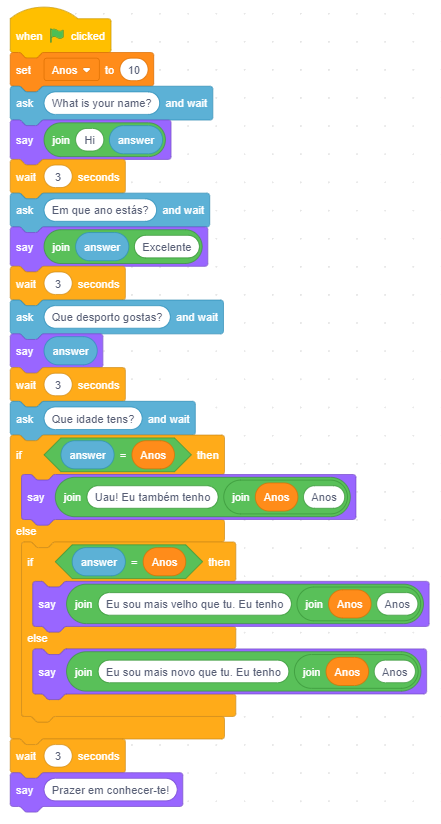 when clicked
set Anos to 10
ask What is your name? and wait
say join Hi answer
wait 3 seconds
ask Em que ano estás? and wait
say join answer Excelente
wait 3 seconds
ask Que desporto gostas? and wait
say answer
wait 3 seconds
ask Que idade tens? and wait
if answer = Anos then
say join Uau! Eu também tenho join Anos Anos
else
if answer = Anos then
say join Eu sou mais velho que tu. Eu tenho join Anos Anos
else
say join Eu sou mais novo que tu. Eu tenho join Anos Anos
wait 3 seconds
say Prazer em conhecer-te!